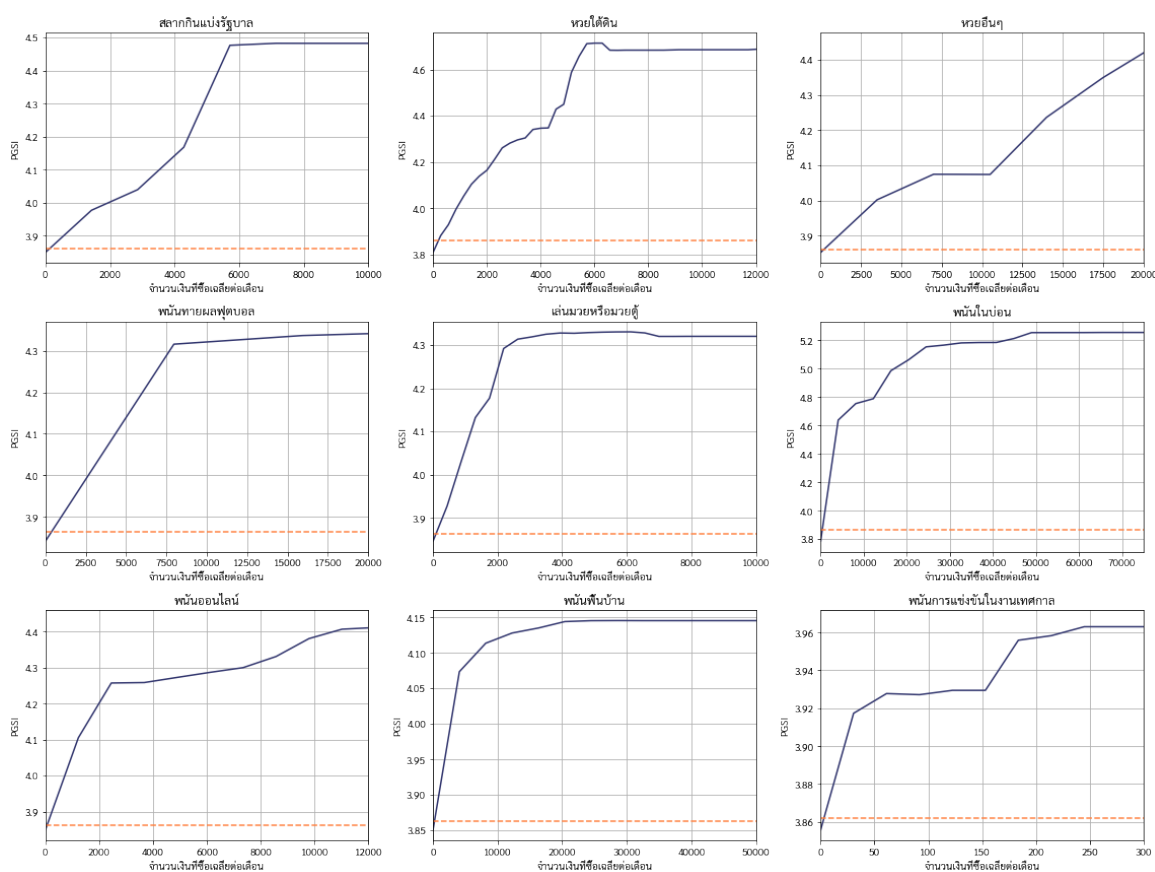 สลากกินแบ่งรัฐบาล
4.5
4.4
4.3
4.2
4.1
4.0
3.9
PGSI
0 2000 4000 6000 8000 10000
จำนวนเงินที่ซื้อเฉลี่ยต่อเดือน
หวยใต้ดิน
4.6
4.4
4.2
4.0
3.8
PGSI
0 2000 4000 6000 8000 10000 12000
จำนวนเงินที่ซื้อเฉลี่ยต่อเดือน
หวยอื่นๆ
4.4
4.3
4.2
4.1
4.0
3.9
PGSI
0 2500 5000 7500 10000 12500 15000 17500 20000
จำนวนเงินที่ซื้อเฉลี่ยต่อเดือน
พนันทายผลฟุตบอล
4.3
4.2
4.1
4.0
3.9
PGSI
0 2500 5000 7500 10000 12500 15000 17500 20000
จำนวนเงินที่ซื้อเฉลี่ยต่อเดือน
เล่นมวยหรือมวยตู้
4.3
4.2
4.1
4.0
3.9
PGSI
0 2000 4000 6000 8000 10000
จำนวนเงินที่ซื้อเฉลี่ยต่อเดือน
พนันในบ่อน
5.2
5.0
4.8
4.6
4.4
4.2
4.0
3.8
PGSI
0 10000 20000 30000 40000 50000 60000 70000
จำนวนเงินที่ซื้อเฉลี่ยต่อเดือน
พนันออนไลน์
4.4
4.3
4.2
4.1
4.0
3.9
PGSI
0 2000 4000 6000 8000 10000 12000
จำนวนเงินที่ซื้อเฉลี่ยต่อเดือน
พนันพื้นบ้าน
4.15
4.10
4.05
4.00
3.95
3.90
3.85
PGSI
0 10000 20000 30000 40000 50000
จำนวนเงินที่ซื้อเฉลี่ยต่อเดือน
พนันการแข่งขันในงานเทศกาล
3.96
3.94
3.92
3.90
3.88
3.86
PGSI
0 50 100 150 200 250 300
จำนวนเงินที่ซื้อเฉลี่ยต่อเดือน